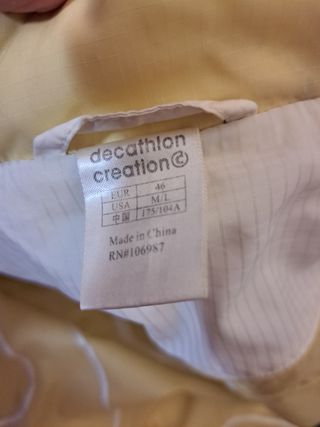 decathlon
creation©
EUR 46
USA M/L
中国 175/104A
Made in China
RN#106987